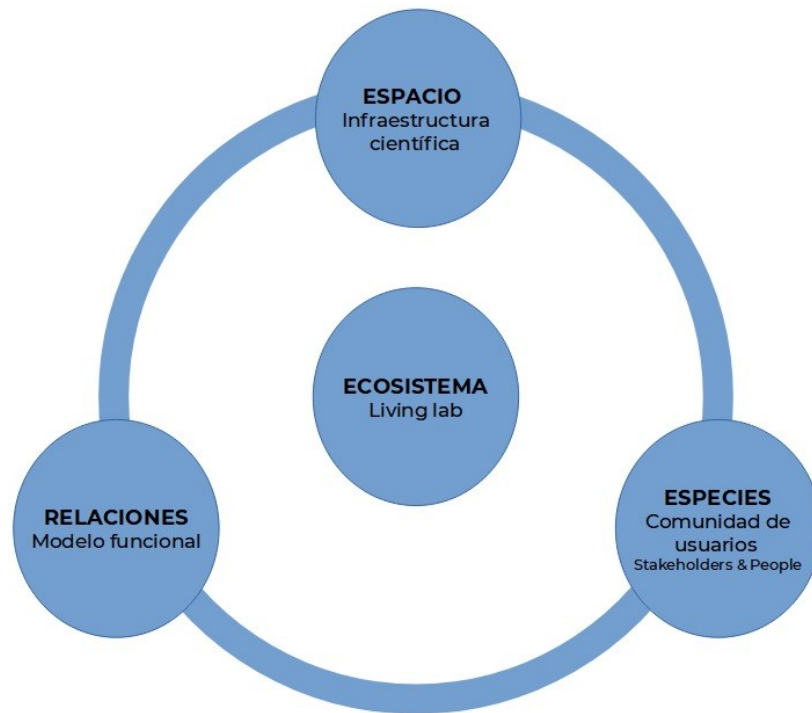 ESPACIO
Infraestructura
científica
ECOSISTEMA
Living lab
RELACIONES
Modelo funcional
ESPECIES
Comunidad de
usuarios
Stakeholders & People